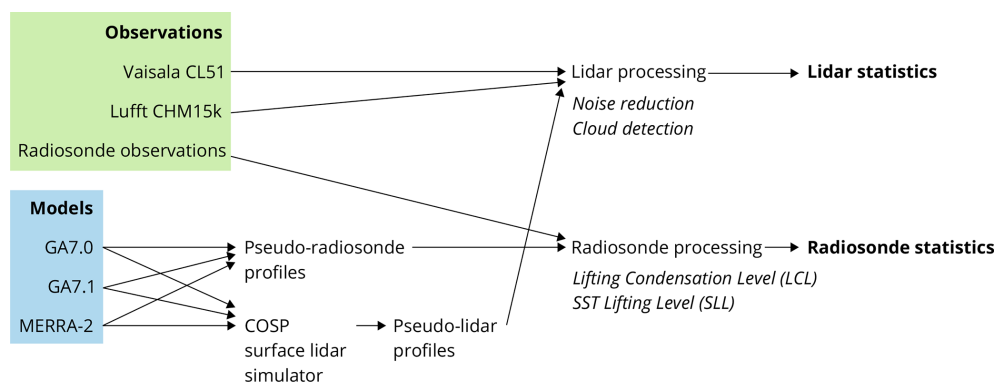 Observations
Vaisala CL51
Lufft CHM15k
Radiosonde observations
Models
GA7.0
GA7.1
MERRA-2
Pseudo-radiosonde
profiles
COSP
surface lidar
simulator
Pseudo-lidar
profiles
Lidar processing
Noise reduction
Cloud detection
Lidar statistics
Radiosonde processing
Lifting Condensation Level (LCL)
SST Lifting Level (SLL)
Radiosonde statistics